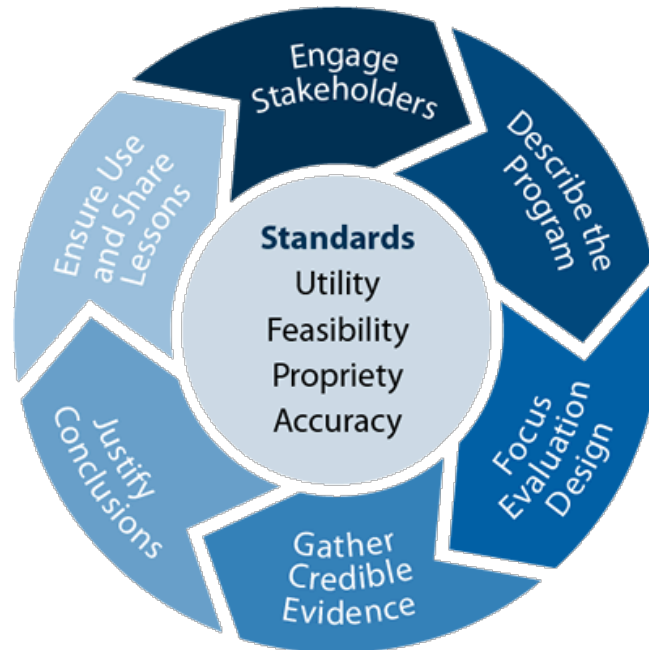 Engage
Stakeholders
Describe the
Program
Focus
Evaluation
Design
Gather
Credible
Evidence
Justify
Conclusions
Ensure Use
and Share
Lessons
Standards
Utility
Feasibility
Propriety
Accuracy